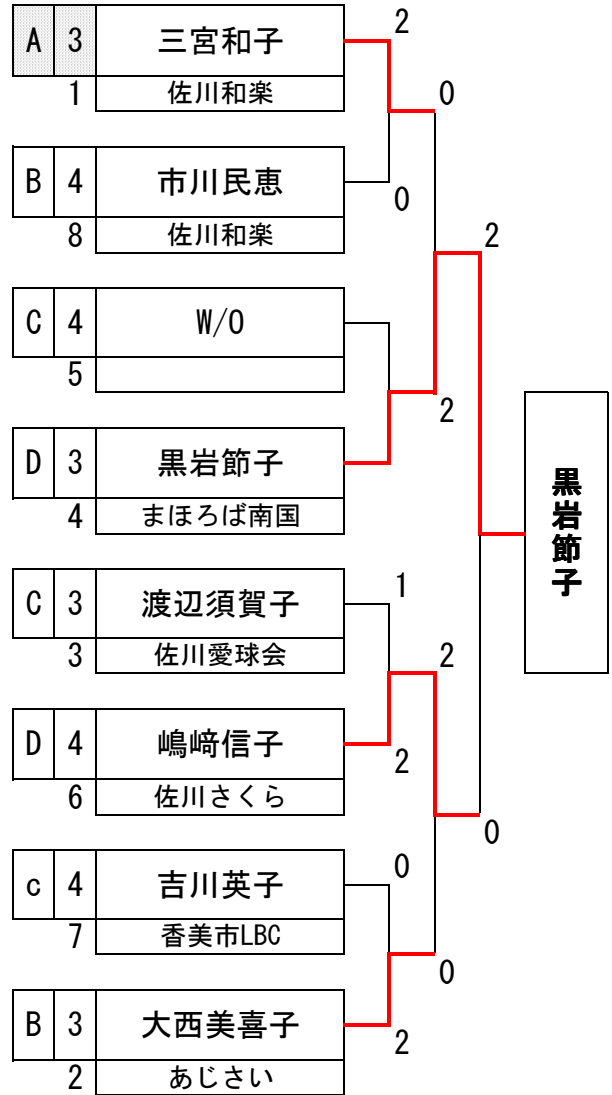 A 3 三宮和子 2
1 佐川和楽 0
B 4 市川民恵 0
8 佐川和楽 2
C 4 W/0
5 2
D 3 黒岩節子
4 まほろば南国
黒岩節子
C 3 渡辺須賀子 1
3 佐川愛球会 2
D 4 嶋﨑信子 2
6 佐川さくら 0
c 4 吉川英子 0
7 香美市LBC 0
B 3 大西美喜子 2
2 あじさい